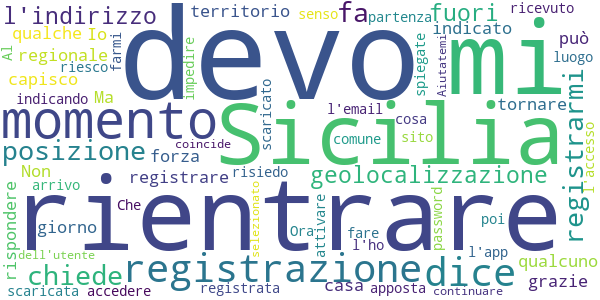 l'indirizzo territorio fa fuori ricevuto
senso partenza
Al qualche Io devo mi indicato può
regionale farmi impedire spiegate Aiutatemi luogo
capisco riesco
indicando Ma scaricato l'email cosa tornare
momento Sicilia registrarmi l'accesso
comune sito
posizione forza coincide
Non registrare risiedo geolocalizzazione
arrivo Che
rispondere rientrare
giorno selezionato Ora attivare fare l'ho password poi qualcuno
dell'utente l'app
chiede registrazione dice
scaricata accedere registrata casa apposta continuare grazie